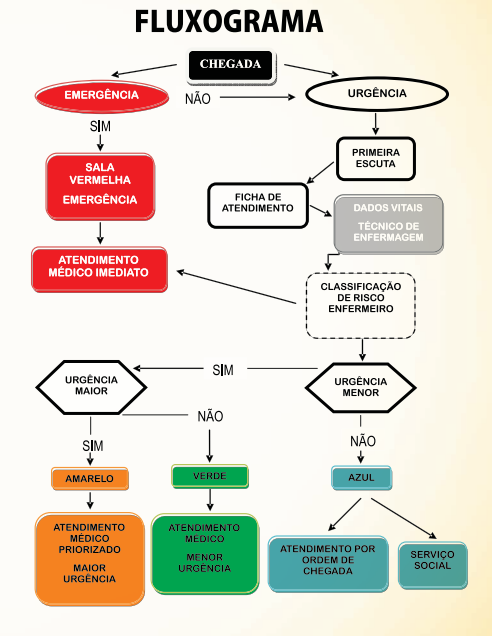 FLUXOGRAMA
CHEGADA
EMERGÊNCIA
NÃO
URGÊNCIA
SIM
PRIMEIRA
ESCUTA
SALA
VERMELHA
EMERGÊNCIA
FICHA DE
ATENDIMENTO
DADOS VITAIS
TÉCNICO DE
ENFERMAGEM
ATENDIMENTO
MÉDICO IMEDIATO
CLASSIFICAÇÃO
DE RISCO
ENFERMEIRO
URGÊNCIA
MAIOR
SIM
URGÊNCIA
MENOR
NÃO
SIM
NÃO
AMARELO
VERDE
AZUL
ATENDIMENTO
MÉDICO
PRIORIZADO
MAIOR
URGÊNCIA
ATENDIMENTO
MÉDICO
MENOR
URGÊNCIA
ATENDIMENTO POR
ORDEM DE
CHEGADA
SERVIÇO
SOCIAL